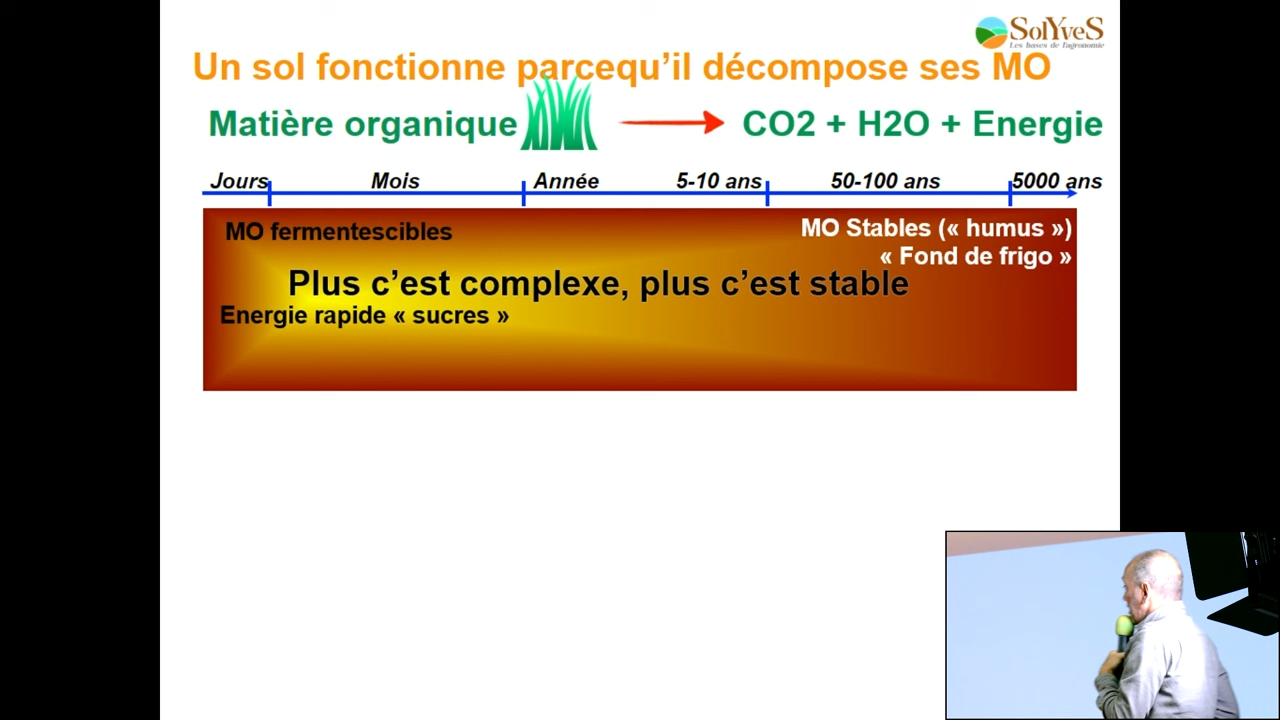 SolYveS
Les bases de l'agronomie
Un sol fonctionne parcequ'il décompose ses MO
Matière organique
CO2 + H2O + Energie
Jours
Mois
Année
5-10 ans
50-100 ans
5000 ans
MO fermentescibles
MO Stables (« humus »)
« Fond de frigo »
Plus c'est complexe, plus c'est stable
Energie rapide « sucres »